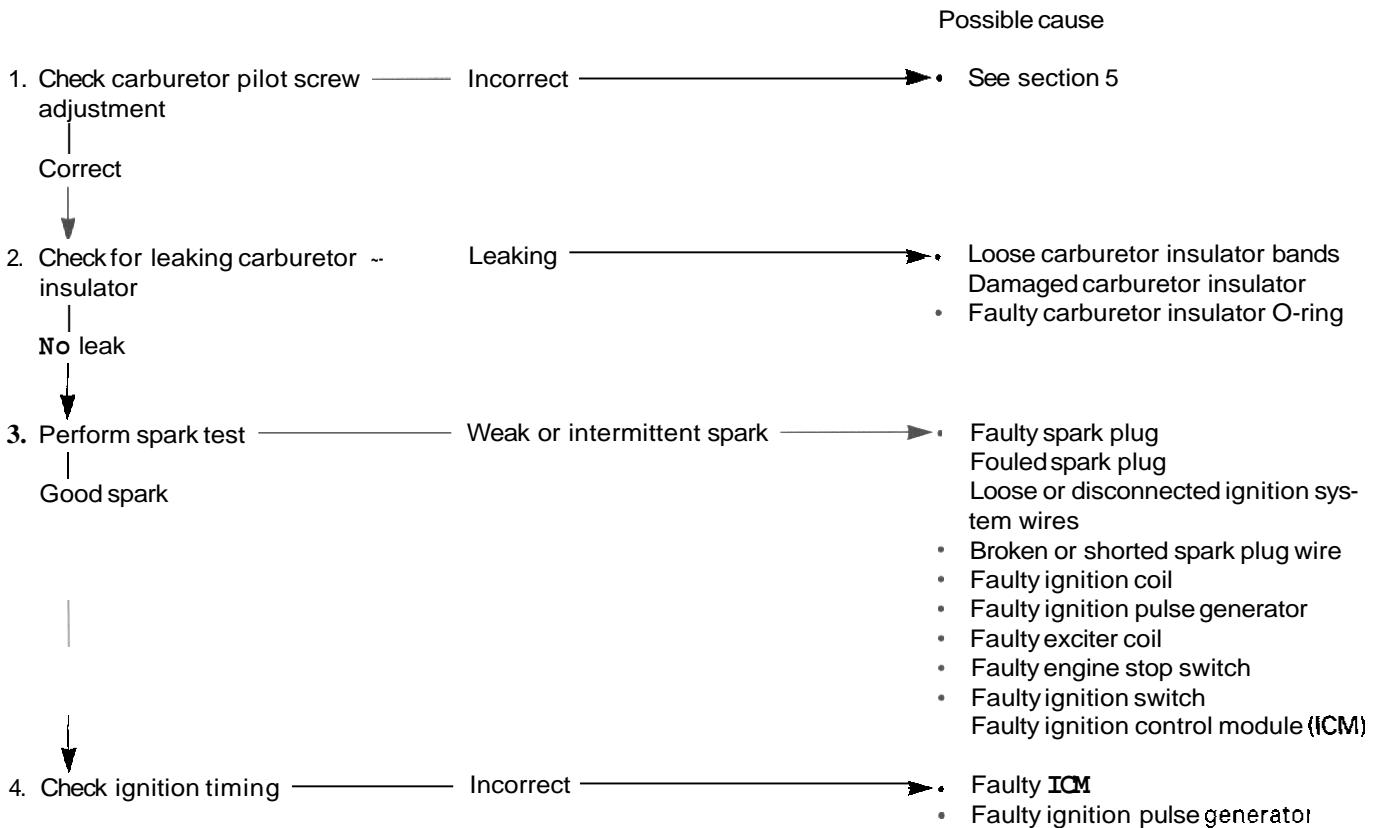 Possible cause
1. Check carburetor pilot screw adjustment
Incorrect
• See section 5
Correct
2. Check for leaking carburetor insulator
Leaking
• Loose carburetor insulator bands
Damaged carburetor insulator
• Faulty carburetor insulator O-ring
No leak
3. Perform spark test
Weak or intermittent spark
• Faulty spark plug
Fouled spark plug
Loose or disconnected ignition sys-
tem wires
• Broken or shorted spark plug wire
• Faulty ignition coil
• Faulty ignition pulse generator
• Faulty exciter coil
• Faulty engine stop switch
• Faulty ignition switch
Faulty ignition control module (ICM)
Good spark
4. Check ignition timing
Incorrect
• Faulty ICM
• Faulty ignition pulse generator